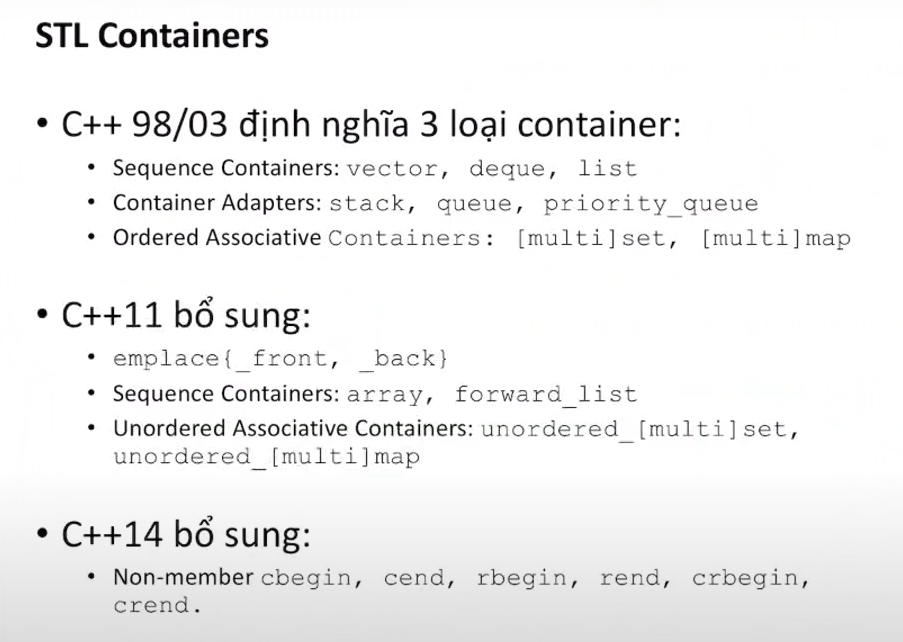 STL Containers
• C++ 98/03 định nghĩa 3 loại container:
• Sequence Containers: vector, deque, list
• Container Adapters: stack, queue, priority_queue
• Ordered Associative Containers: [multi]set, [multi]map
• C++11 bổ sung:
• emplace{_front, _back}
• Sequence Containers: array, forward_list
• Unordered Associative Containers: unordered_[multi]set,
unordered_[multi]map
• C++14 bổ sung:
• Non-member cbegin, cend, rbegin, rend, crbegin,
crend.